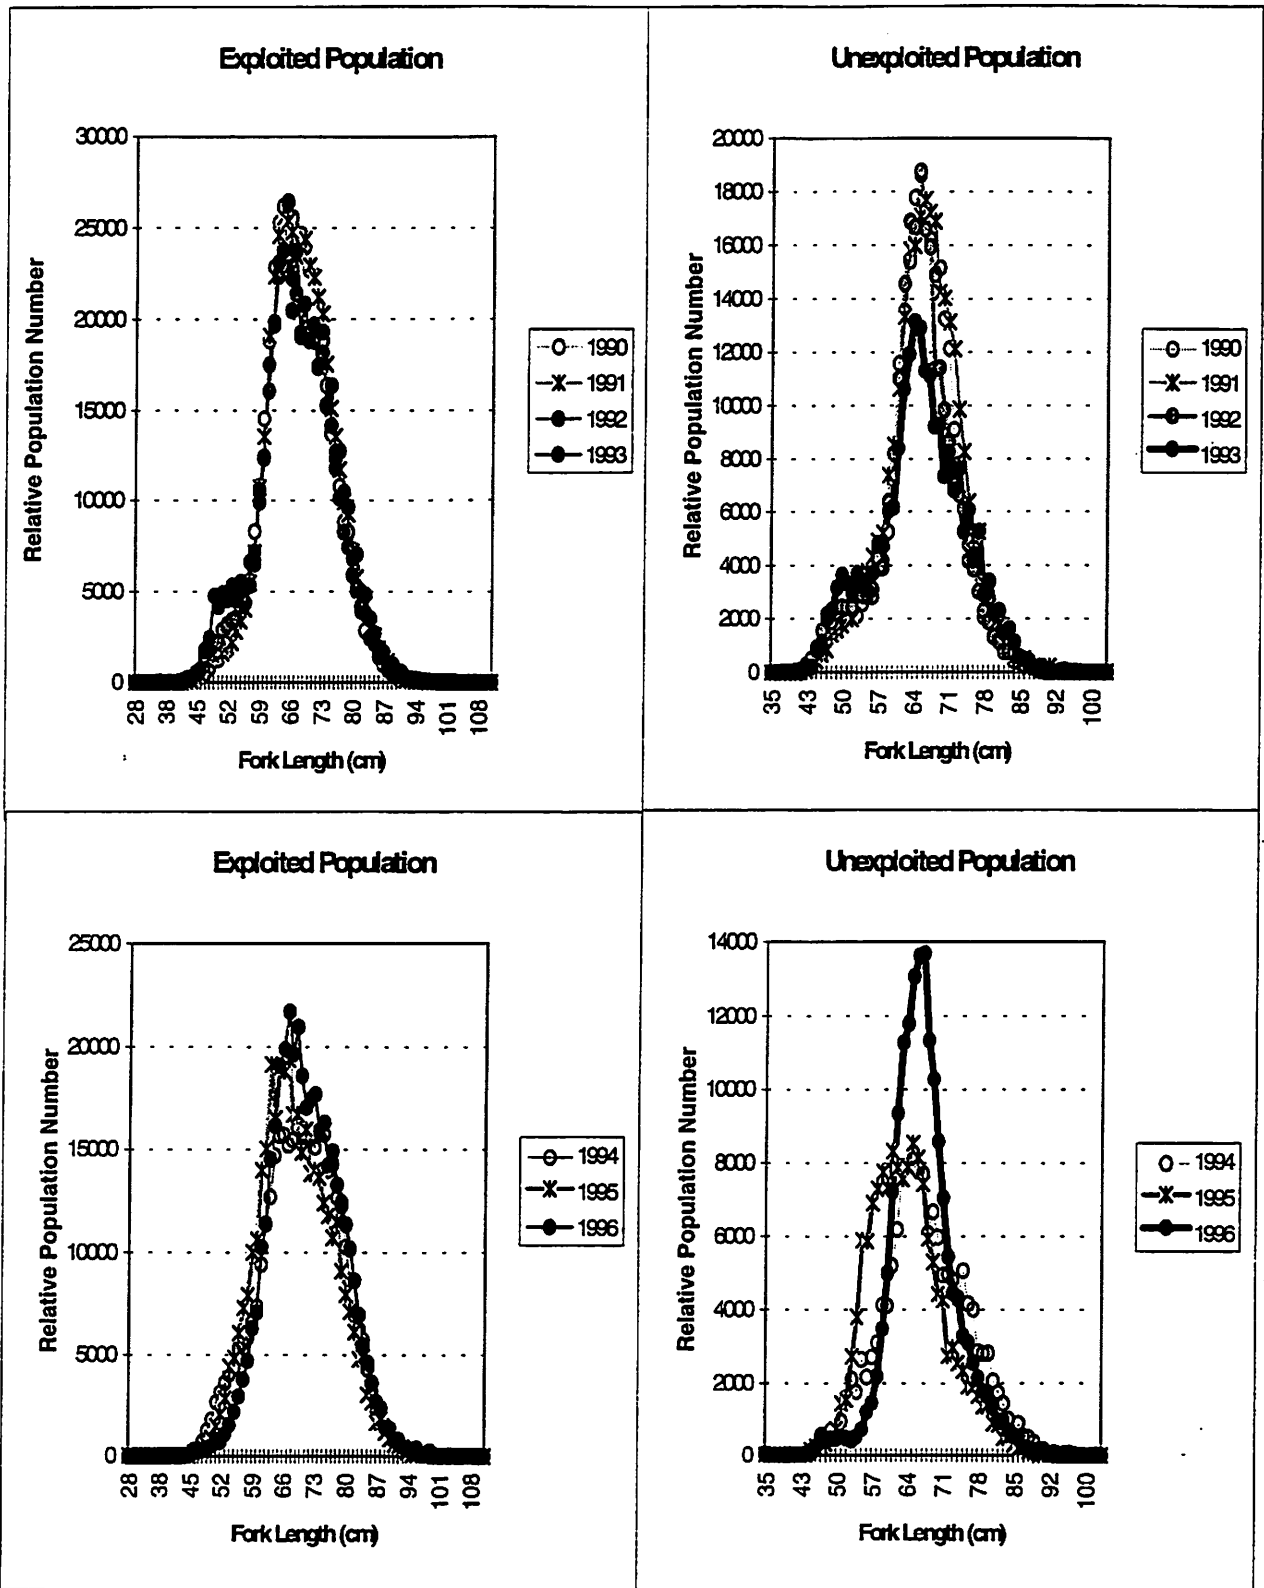 Exploited Population
30000
25000
20000
15000
10000
5000
0
Relative Population Number
28 38 45 52 59 66 73 80 87 94 101 108
Fork Length (cm)
1990
1991
1992
1993
Unexploited Population
20000
18000
16000
14000
12000
10000
8000
6000
4000
2000
0
Relative Population Number
35 43 50 57 64 71 78 85 92 100
Fork Length (cm)
1990
1991
1992
1993
Exploited Population
25000
20000
15000
10000
5000
0
Relative Population Number
28 38 45 52 59 66 73 80 87 94 101 108
Fork Length (cm)
1994
1995
1996
Unexploited Population
14000
12000
10000
8000
6000
4000
2000
0
Relative Population Number
35 43 50 57 64 71 78 85 92 100
Fork Length (cm)
1994
1995
1996